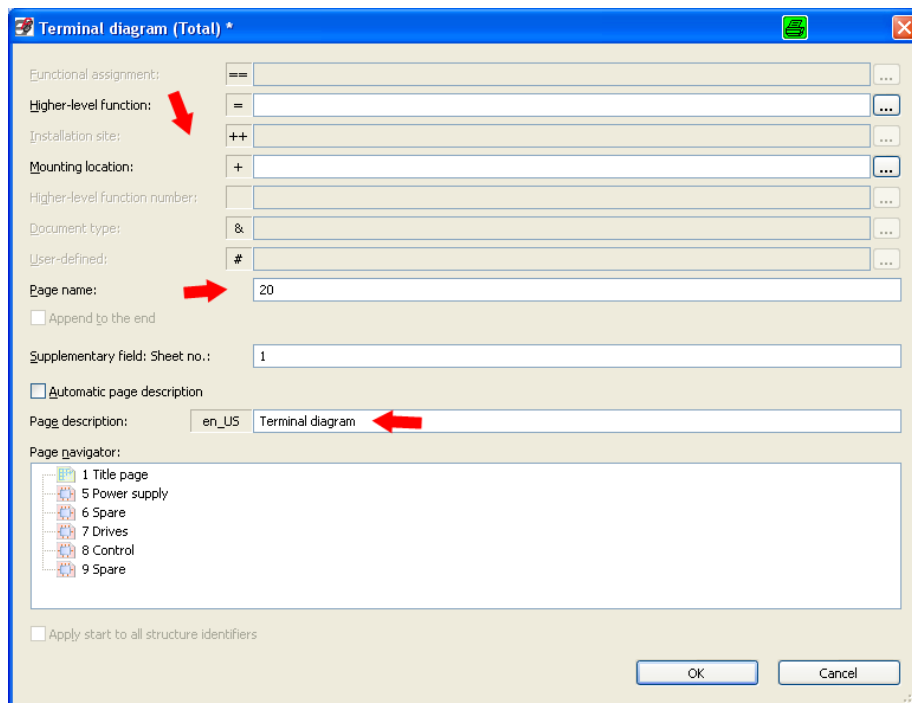 Terminal diagram (Total) *
Functional assignment: == ...
Higher-level function: = ...
Installation site: ++ ...
Mounting location: + ...
Higher-level function number: ...
Document type: & ...
User-defined: # ...
Page name: 20
Append to the end
Supplementary field: Sheet no.: 1
Automatic page description
Page description: en_US Terminal diagram
Page navigator:
1 Title page
5 Power supply
6 Spare
7 Drives
8 Control
9 Spare
Apply start to all structure identifiers
OK Cancel